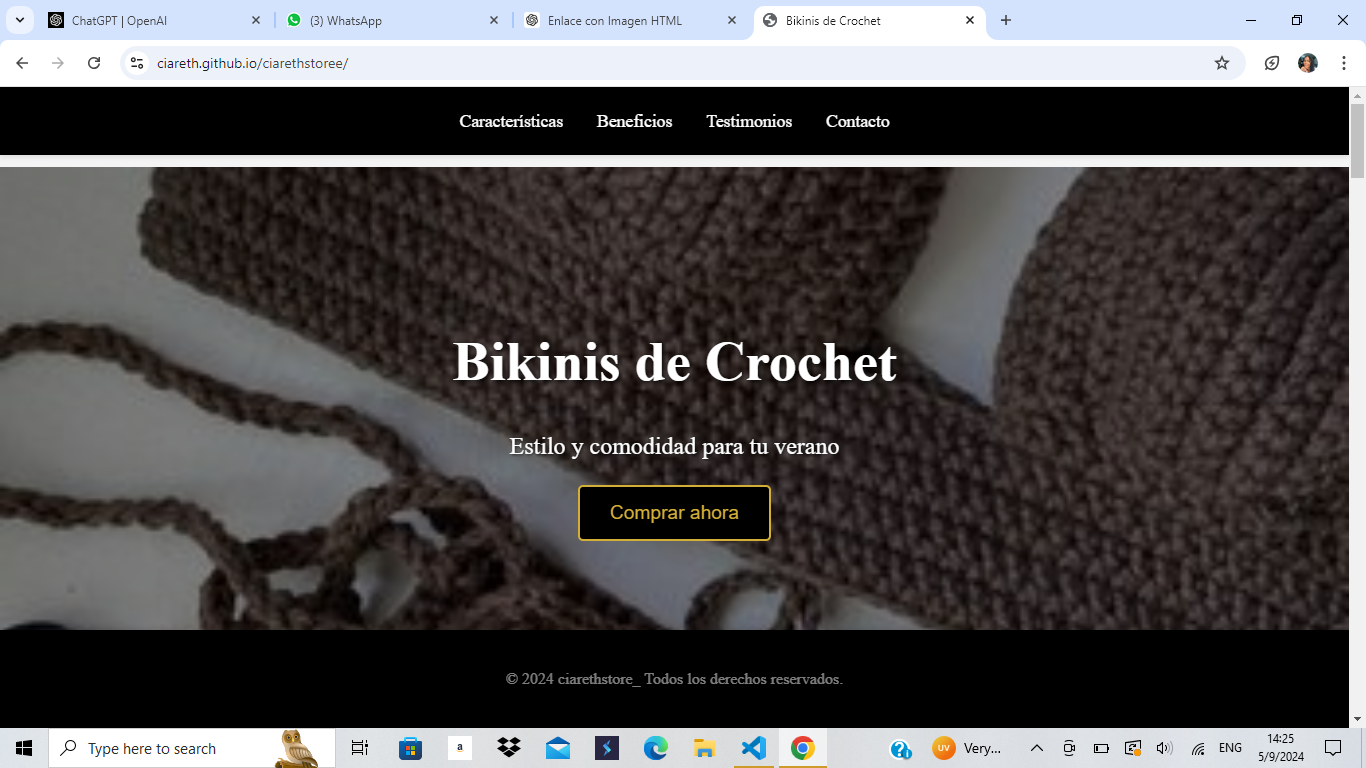 ChatGPT | OpenAI
(3) WhatsApp
Enlace con Imagen HTML
Bikinis de Crochet
ciareth.github.io/ciarethstoree/
Características Beneficios Testimonios Contacto
Bikinis de Crochet
Estilo y comodidad para tu verano
Comprar ahora
© 2024 ciarethstore_ Todos los derechos reservados.
Type here to search
a
UV
Very...
ENG
14:25
5/9/2024